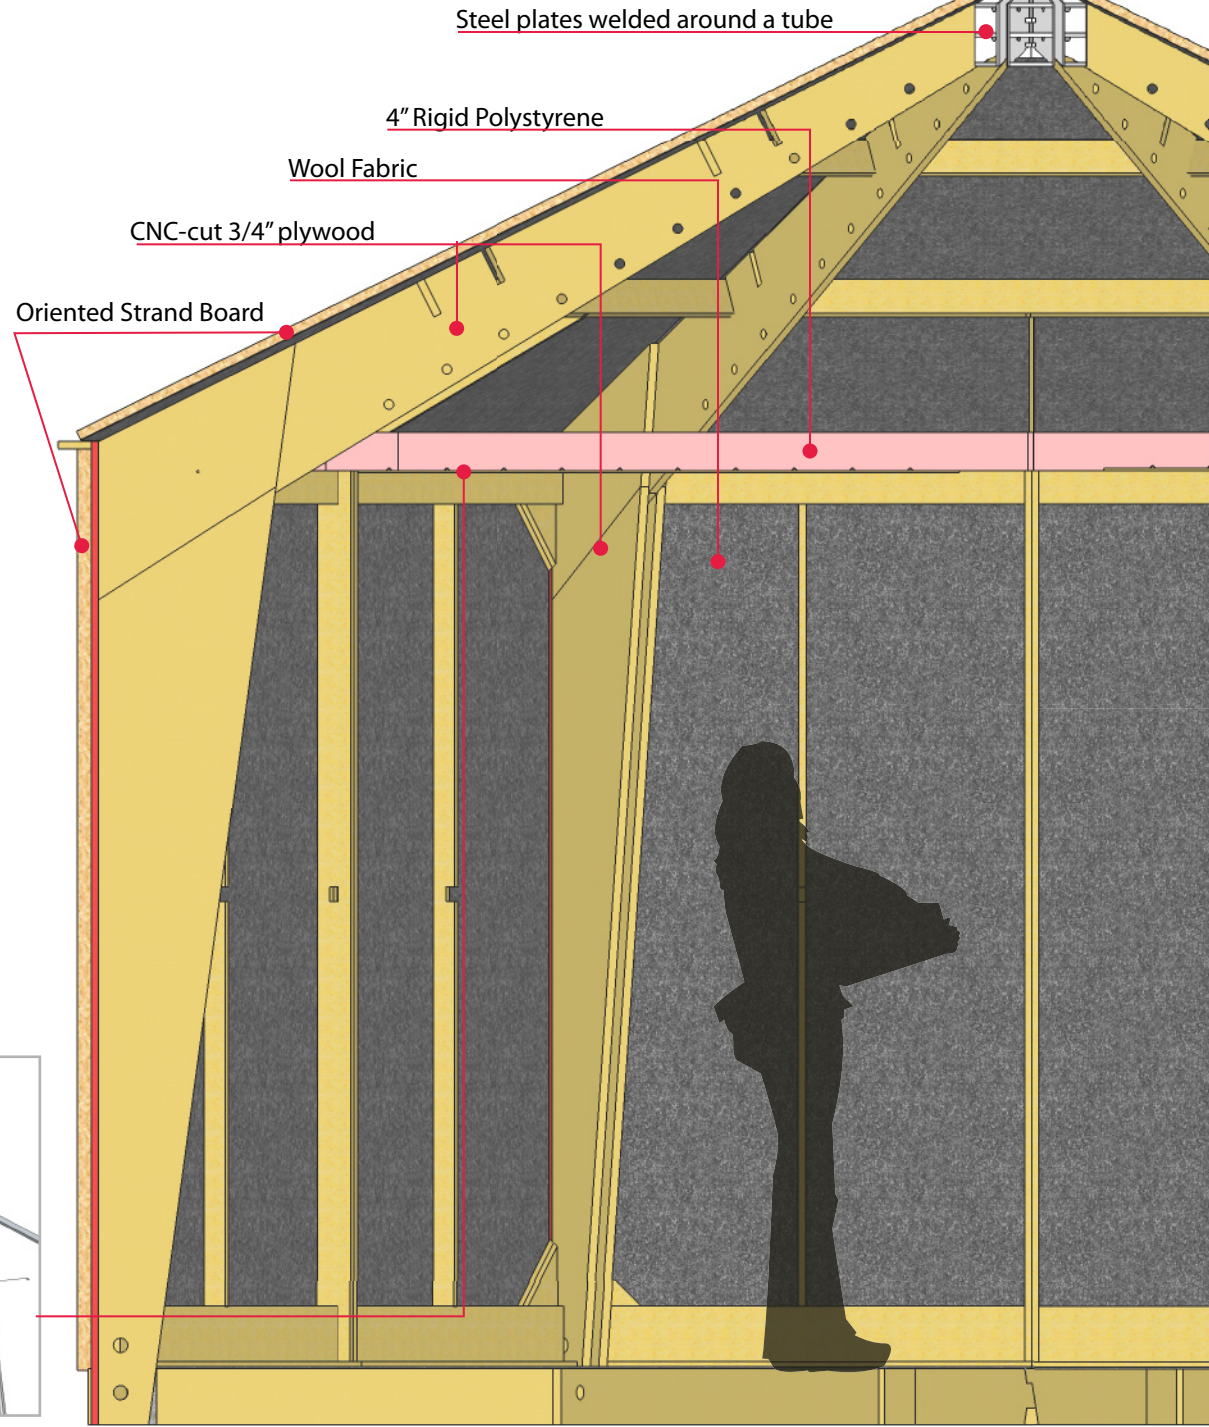 Steel plates welded around a tube
4” Rigid Polystyrene
Wool Fabric
CNC-cut 3/4” plywood
Oriented Strand Board